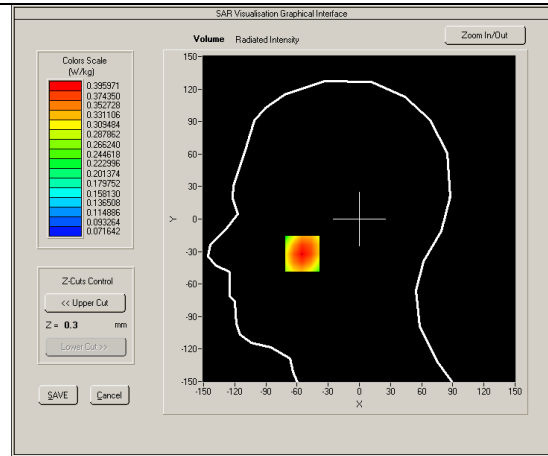 SAR Visualisation Graphical Interface
Volume Radiated Intensity
Zoom In/Out
Colors Scale
(W/kg)
0.395971
0.374350
0.352728
0.331106
0.309484
0.287862
0.266240
0.244618
0.222996
0.201374
0.179752
0.158130
0.136508
0.114886
0.093264
0.071642
Z-Cuts Control
<< Upper Cut
Z = 0.3 mm
Lower Cut >>
SAVE Cancel
150
120
90
60
30
0
-30
-60
-90
-120
-150
Y
-150 -120 -90 -60 -30 0 30 60 90 120 150
X